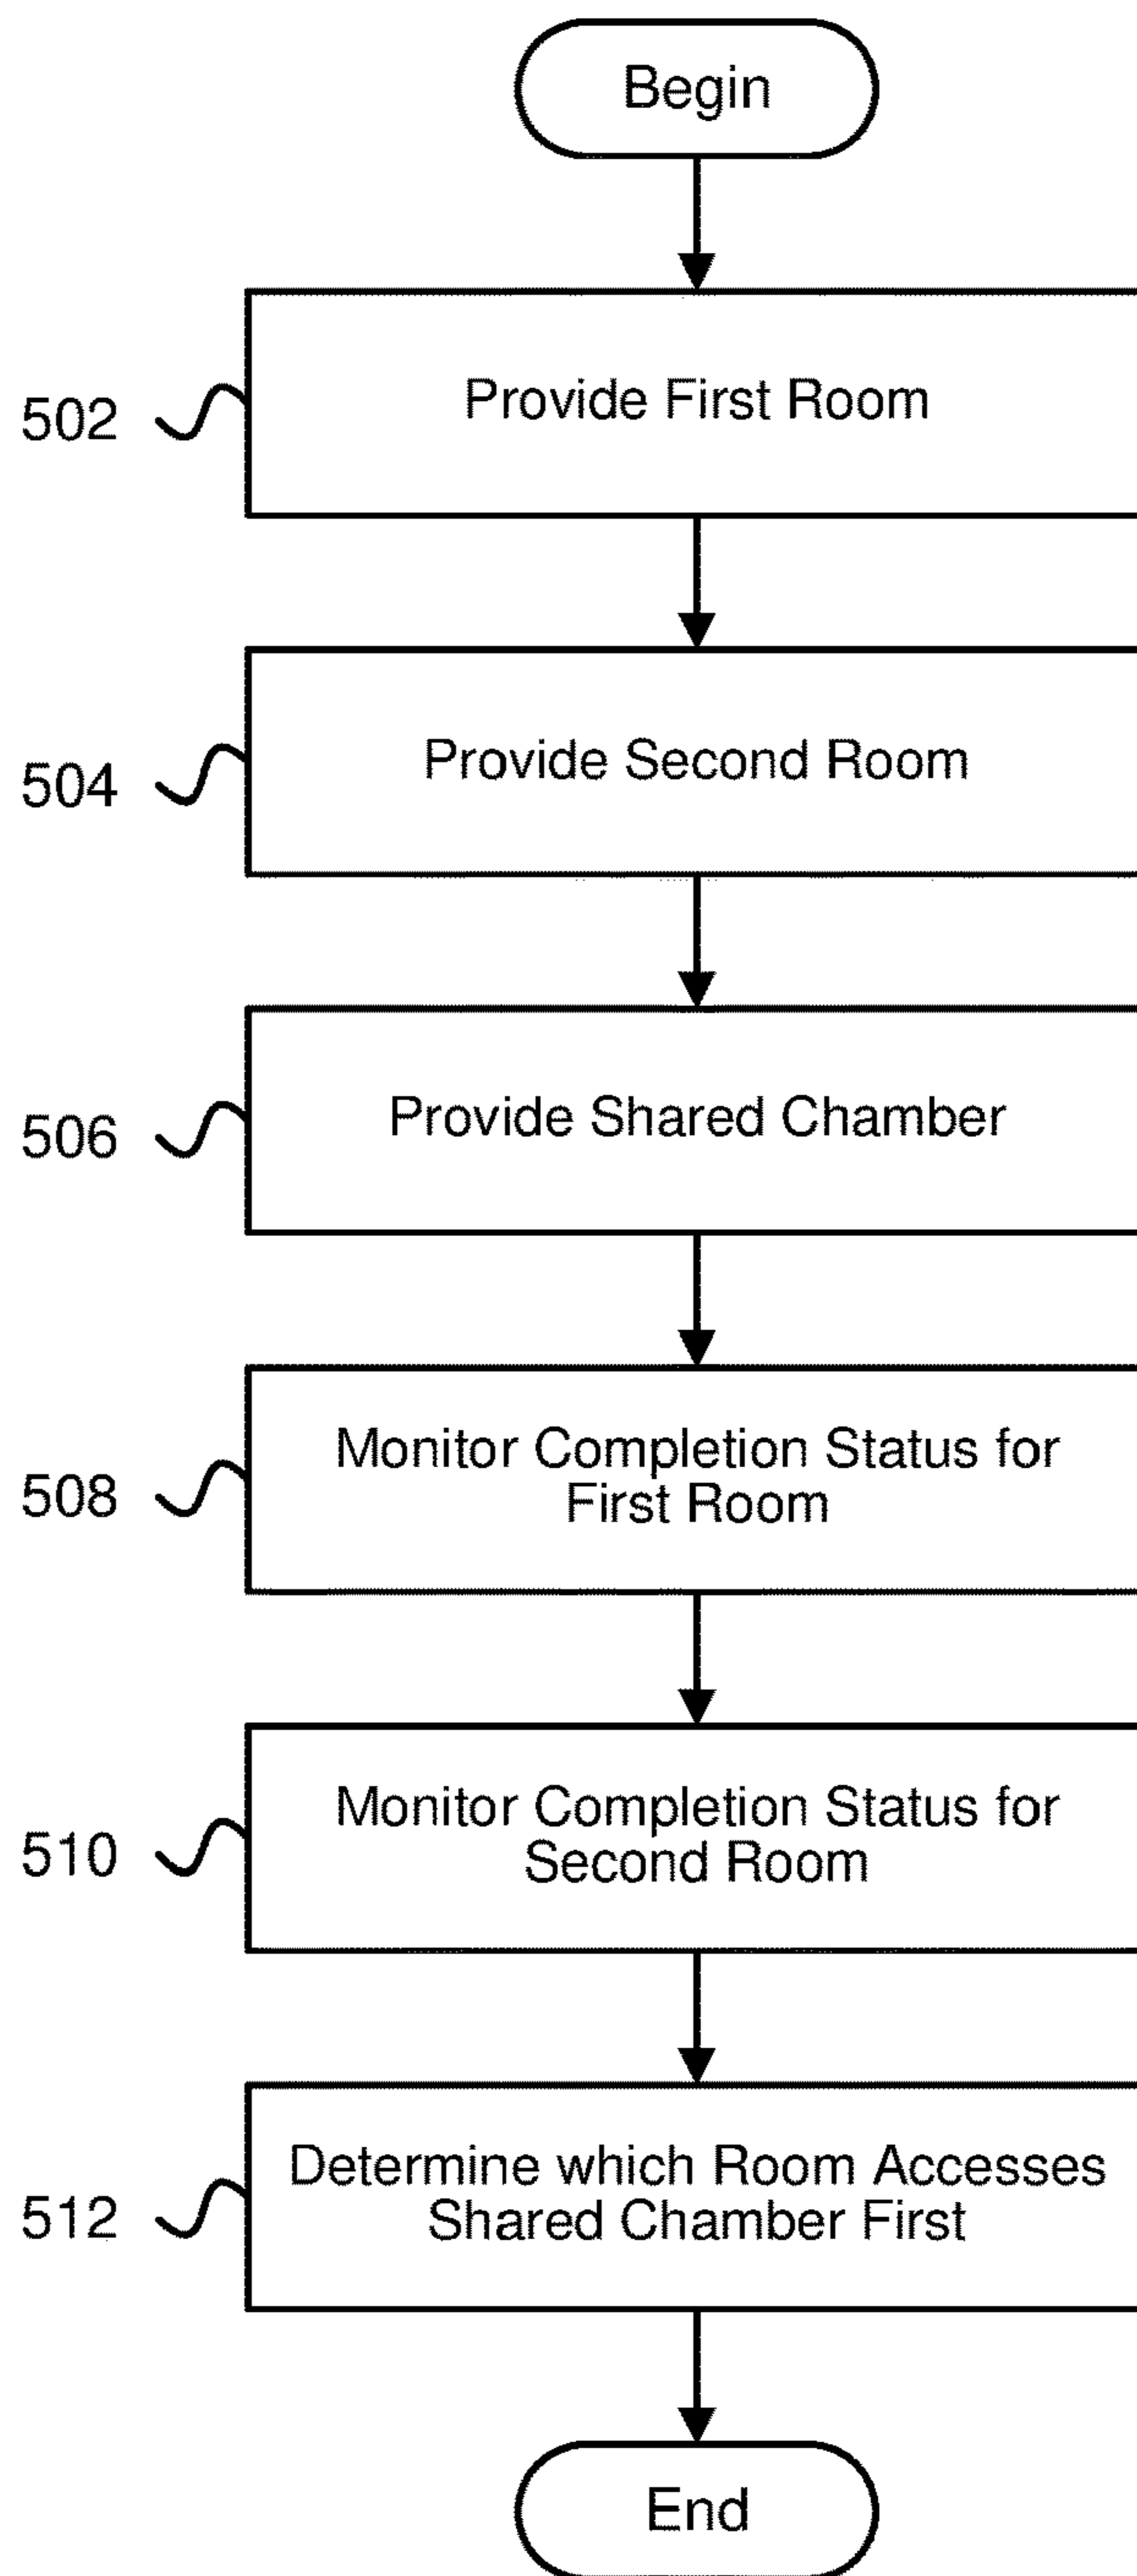 Begin
502
Provide First Room
504
Provide Second Room
506
Provide Shared Chamber
508
Monitor Completion Status for
First Room
510
Monitor Completion Status for
Second Room
512
Determine which Room Accesses
Shared Chamber First
End